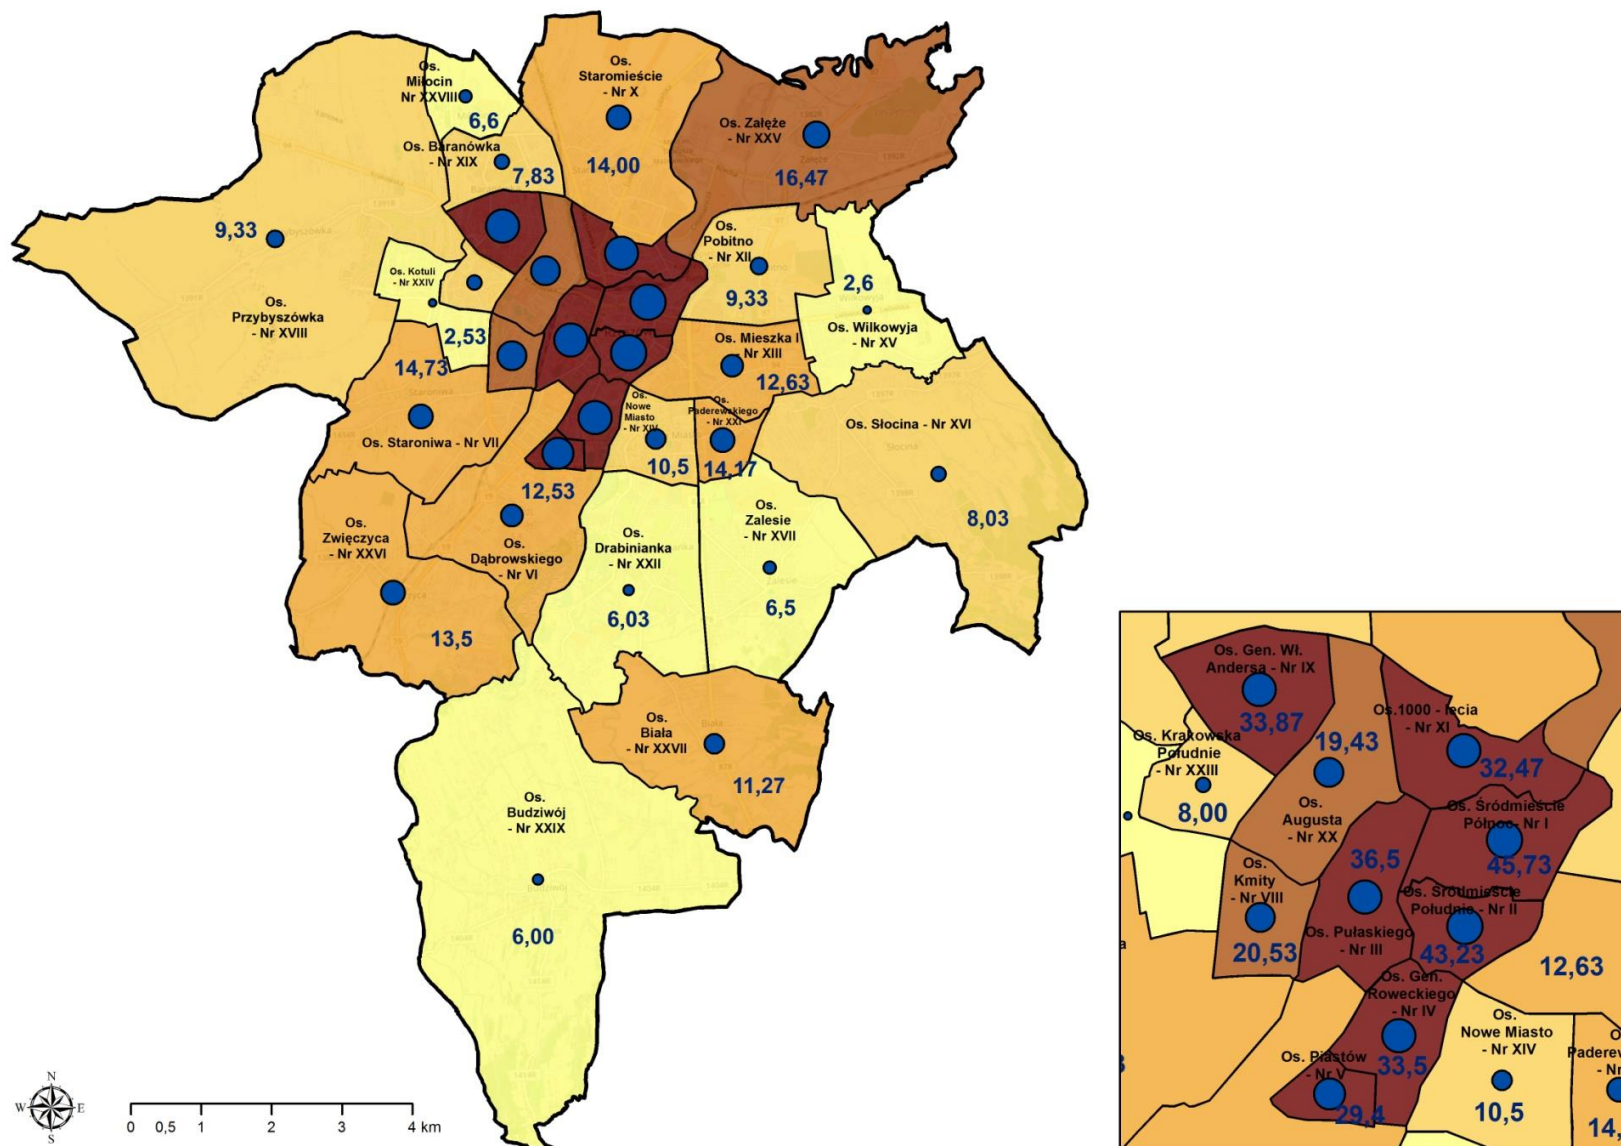 Os.
Miłocin
Nr XXVIII
6,6
Os. Baranówka
- Nr XIX
7,83
Os.
Staromieście
- Nr X
14,00
Os. Załęże
- Nr XXV
16,47
9,33
Os.
Przybyszówka
- Nr XVIII
Os. Kotuli
- Nr XXIV
2,53
Os.
Pobitno
- Nr XII
9,33
2,6
Os. Wilkowyja
- Nr XV
14,73
Os. Staroniwa - Nr VII
Os. Mieszka I
- Nr XIII
12,63
Os.
Nowe
Miasto
- Nr XIV
10,5
Os.
Paderewskiego
- Nr XXI
14,17
Os. Słocina - Nr XVI
8,03
12,53
Os.
Dąbrowskiego
- Nr VI
Os.
Zwięczyca
- Nr XXVI
13,5
Os.
Drabinianka
- Nr XXII
6,03
Os.
Zalesie
- Nr XVII
6,5
Os.
Biała
- Nr XXVII
11,27
Os.
Budziwój
- Nr XXIX
6,00
N
W E
S
0 0,5 1 2 3 4 km
Os. Gen. Wł.
Andersa - Nr IX
33,87
Os.1000 - lecia
- Nr XI
32,47
Os. Krakowska
Południe
- Nr XXIII
8,00
19,43
Os.
Augusta
- Nr XX
Os. Śródmieście
Północ- Nr I
45,73
Os.
Kmity
- Nr VIII
20,53
36,5
Os. Pułaskiego
- Nr III
Os. Śródmieście
Południe - Nr II
43,23
12,63
Os. Gen.
Roweckiego
- Nr IV
33,5
Os. Piastów
- Nr V
29,4
Os.
Nowe Miasto
- Nr XIV
10,5
Paderew
- Nr
14,